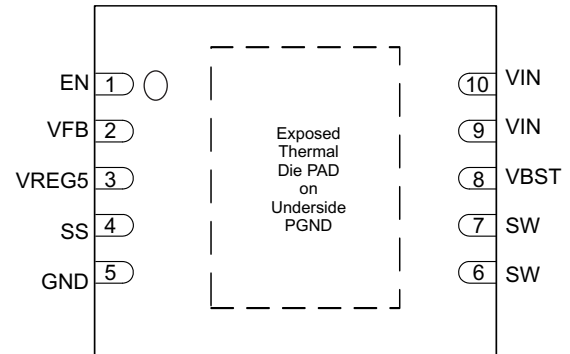 EN 1
VFB 2
VREG5 3
SS 4
GND 5
Exposed
Thermal
Die PAD
on
Underside
PGND
10 VIN
9 VIN
8 VBST
7 SW
6 SW